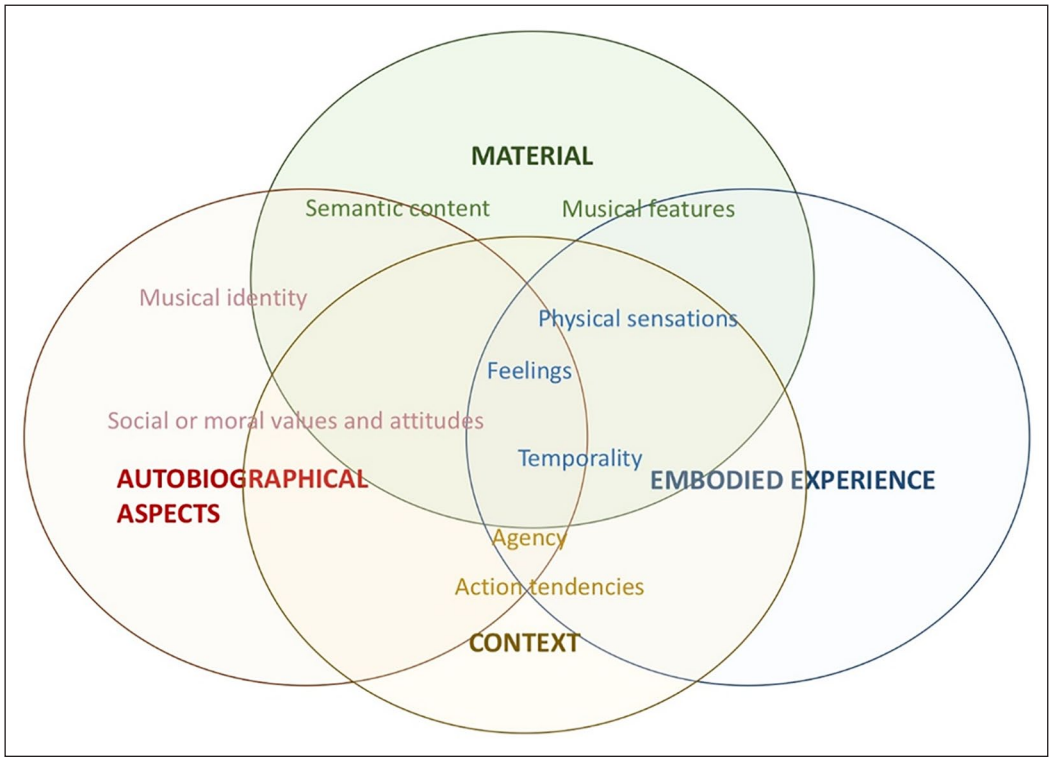 MATERIAL
Semantic content
Musical features
Musical identity
Physical sensations
Feelings
Social or moral values and attitudes
Temporality
AUTOBIOGRAPHICAL
ASPECTS
EMBODIED EXPERIENCE
Agency
Action tendencies
CONTEXT